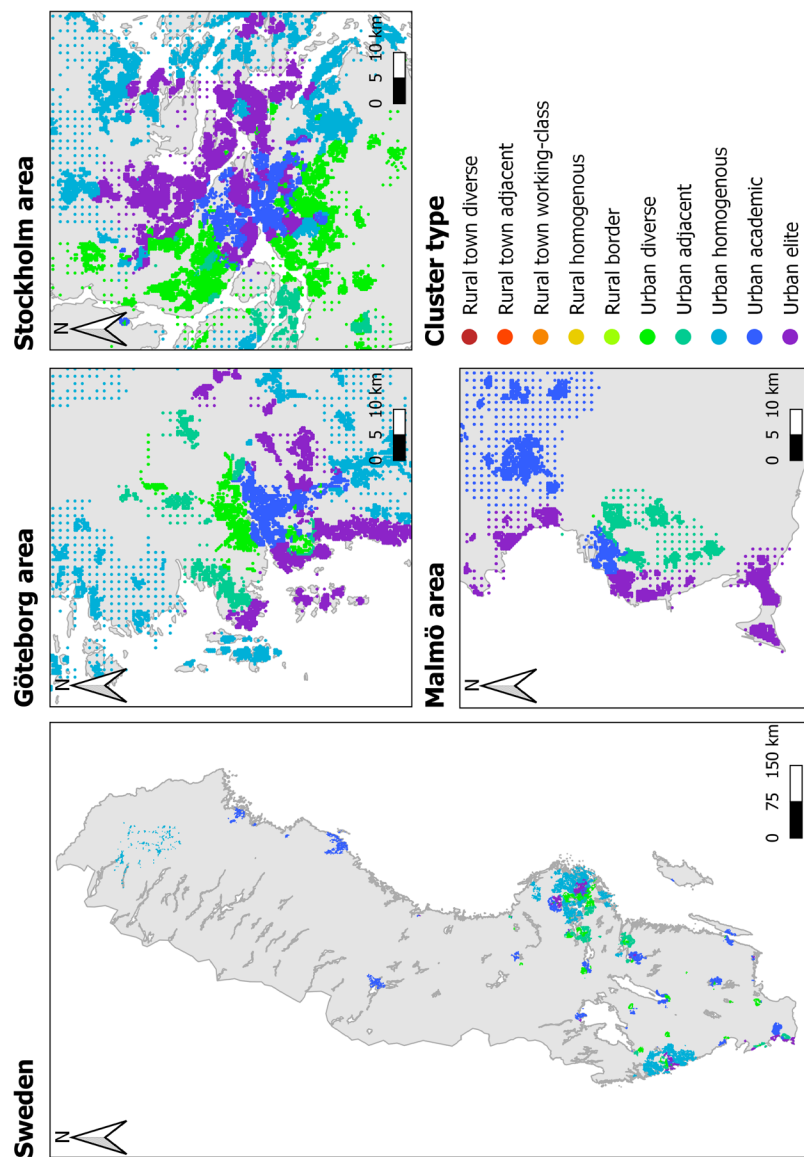 Sweden
N
0 75 150 km
Göteborg area
N
0 5 10 km
Stockholm area
N
0 5 10 km
Malmö area
N
0 5 10 km
Cluster type
Rural town diverse
Rural town adjacent
Rural town working-class
Rural homogenous
Rural border
Urban diverse
Urban adjacent
Urban homogenous
Urban academic
Urban elite